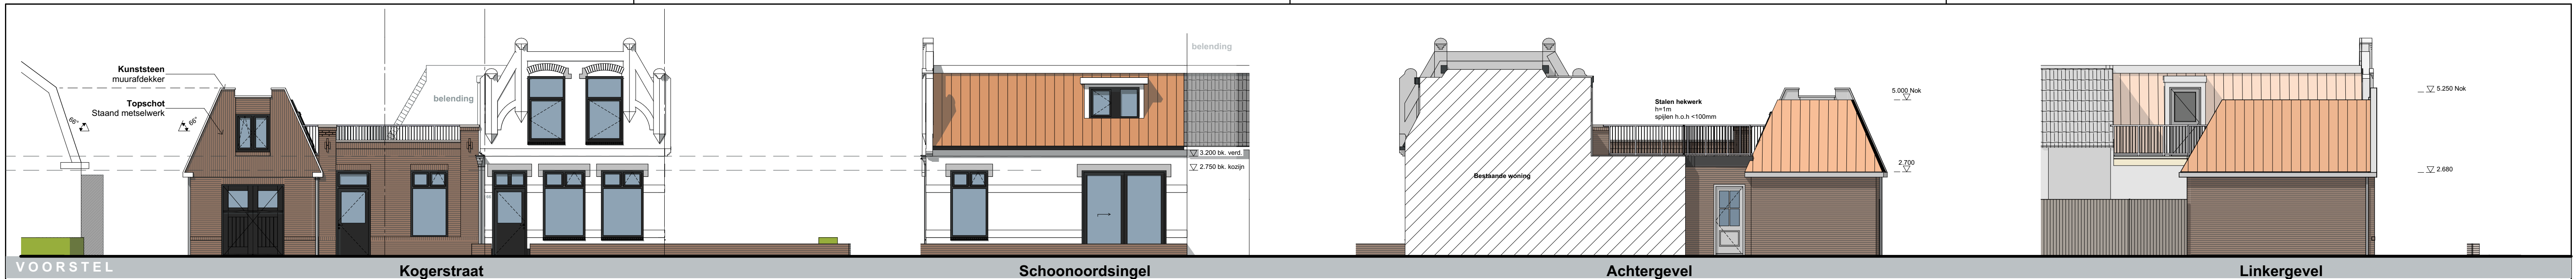 Kunststeen
muurafdekker
Topschot
Staand metselwerk
66°
66°
belending
belending
3.200 bk. verd.
2.750 bk. kozijn
Stalen hekwerk
h=1m
spijlen h.o.h <100mm
Bestaande woning
5.000 Nok
2.700
5.250 Nok
2.680
VOORSTEL
Kogerstraat
Schoonoordsingel
Achtergevel
Linkergevel